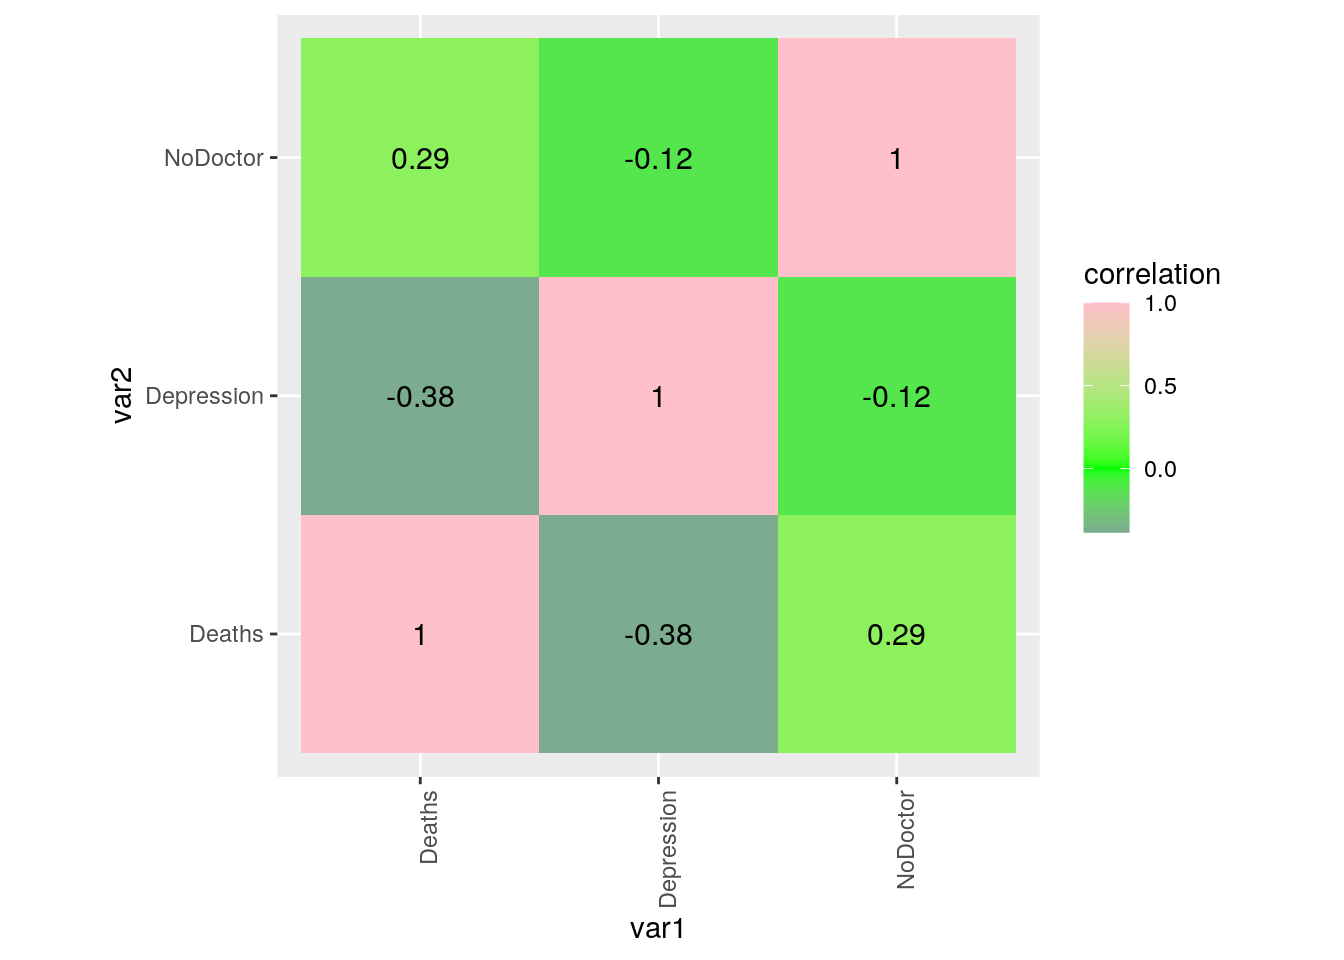 NoDoctor
0.29
-0.12
1
correlation
1.0
0.5
0.0
var2
Depression
-0.38
1
-0.12
Deaths
1
-0.38
0.29
Deaths
Depression
NoDoctor
var1